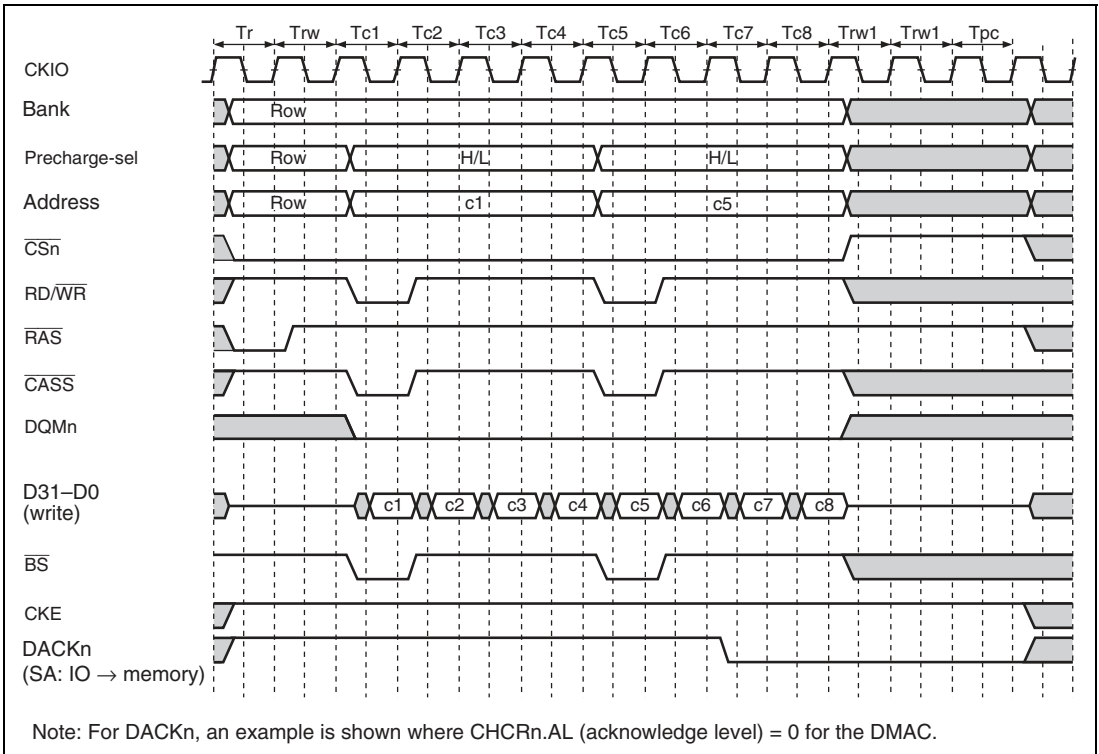 Tr Trw Tc1 Tc2 Tc3 Tc4 Tc5 Tc6 Tc7 Tc8 Trw1 Trw1 Tpc
CKIO
Bank Row
Precharge-sel Row H/L H/L
Address Row c1 c5
CSn
RD/WR
RAS
CASS
DQMn
D31–D0
(write) c1 c2 c3 c4 c5 c6 c7 c8
BS
CKE
DACKn
(SA: IO → memory)
Note: For DACKn, an example is shown where CHCRn.AL (acknowledge level) = 0 for the DMAC.